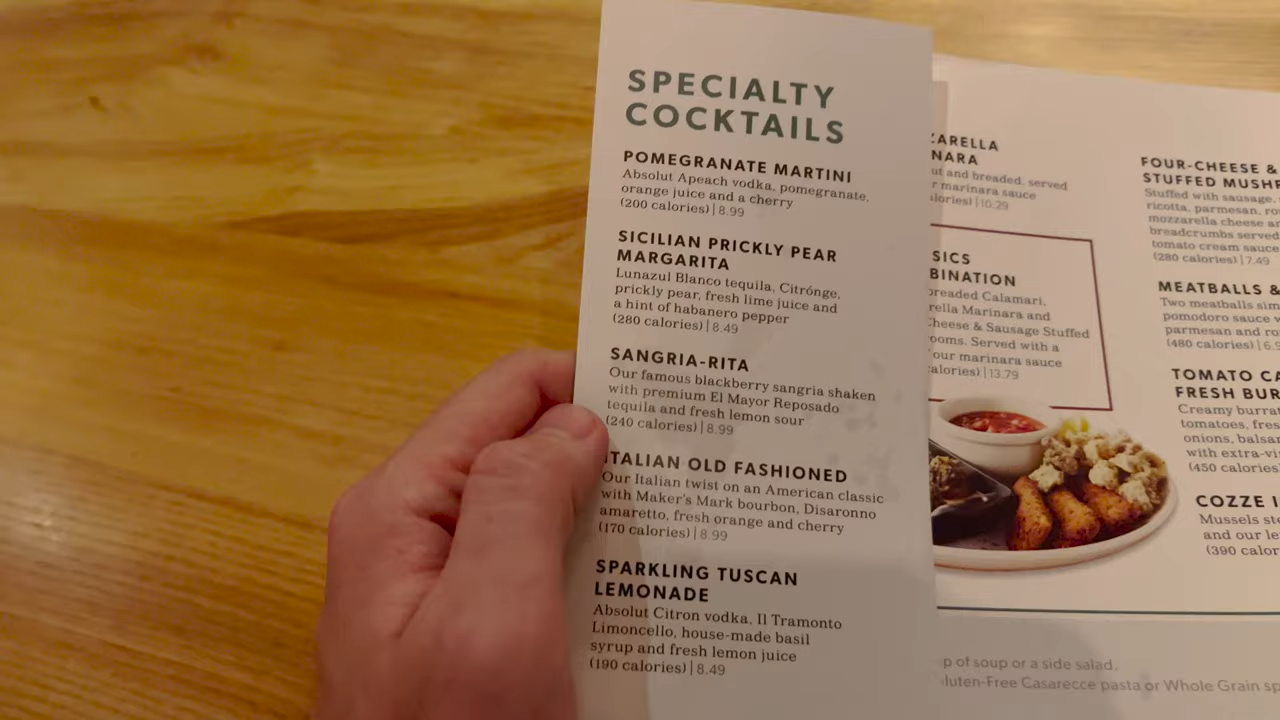 SPECIALTY
COCKTAILS
POMEGRANATE MARTINI
Absolut Apeach vodka, pomegranate,
orange juice and a cherry
(200 calories) | 8.99
SICILIAN PRICKLY PEAR
MARGARITA
Lunazul Blanco tequila, Citrónge,
prickly pear, fresh lime juice and
a hint of habanero pepper
(280 calories) | 8.49
SANGRIA-RITA
Our famous blackberry sangria shaken
with premium El Mayor Reposado
tequila and fresh lemon sour
(240 calories) | 8.99
ITALIAN OLD FASHIONED
Our Italian twist on an American classic
with Maker's Mark bourbon, Disaronno
amaretto, fresh orange and cherry
(170 calories) | 8.99
SPARKLING TUSCAN
LEMONADE
Absolut Citron vodka, Il Tramonto
Limoncello, house-made basil
syrup and fresh lemon juice
(190 calories) | 8.49
ZARELLA
NARA
ut and breaded, served
r marinara sauce
lories) | 10.29
SICS
BINATION
breaded Calamari,
rella Marinara and
Cheese & Sausage Stuffed
ooms. Served with a
our marinara sauce
calories) | 13.79
FOUR-CHEESE &
STUFFED MUSH
Stuffed with sausage,
ricotta, parmesan, ro
mozzarella cheese an
breadcrumbs served
tomato cream sauce
(280 calories) | 7.49
MEATBALLS &
Two meatballs sim
pomodoro sauce w
parmesan and ro
(480 calories) | 6.9
TOMATO CA
FRESH BUR
Creamy burra
tomatoes, fres
onions, balsa
with extra-vi
(450 calories
COZZE I
Mussels st
and our le
(390 calor
p of soup or a side salad.
Gluten-Free Casarecce pasta or Whole Grain sp